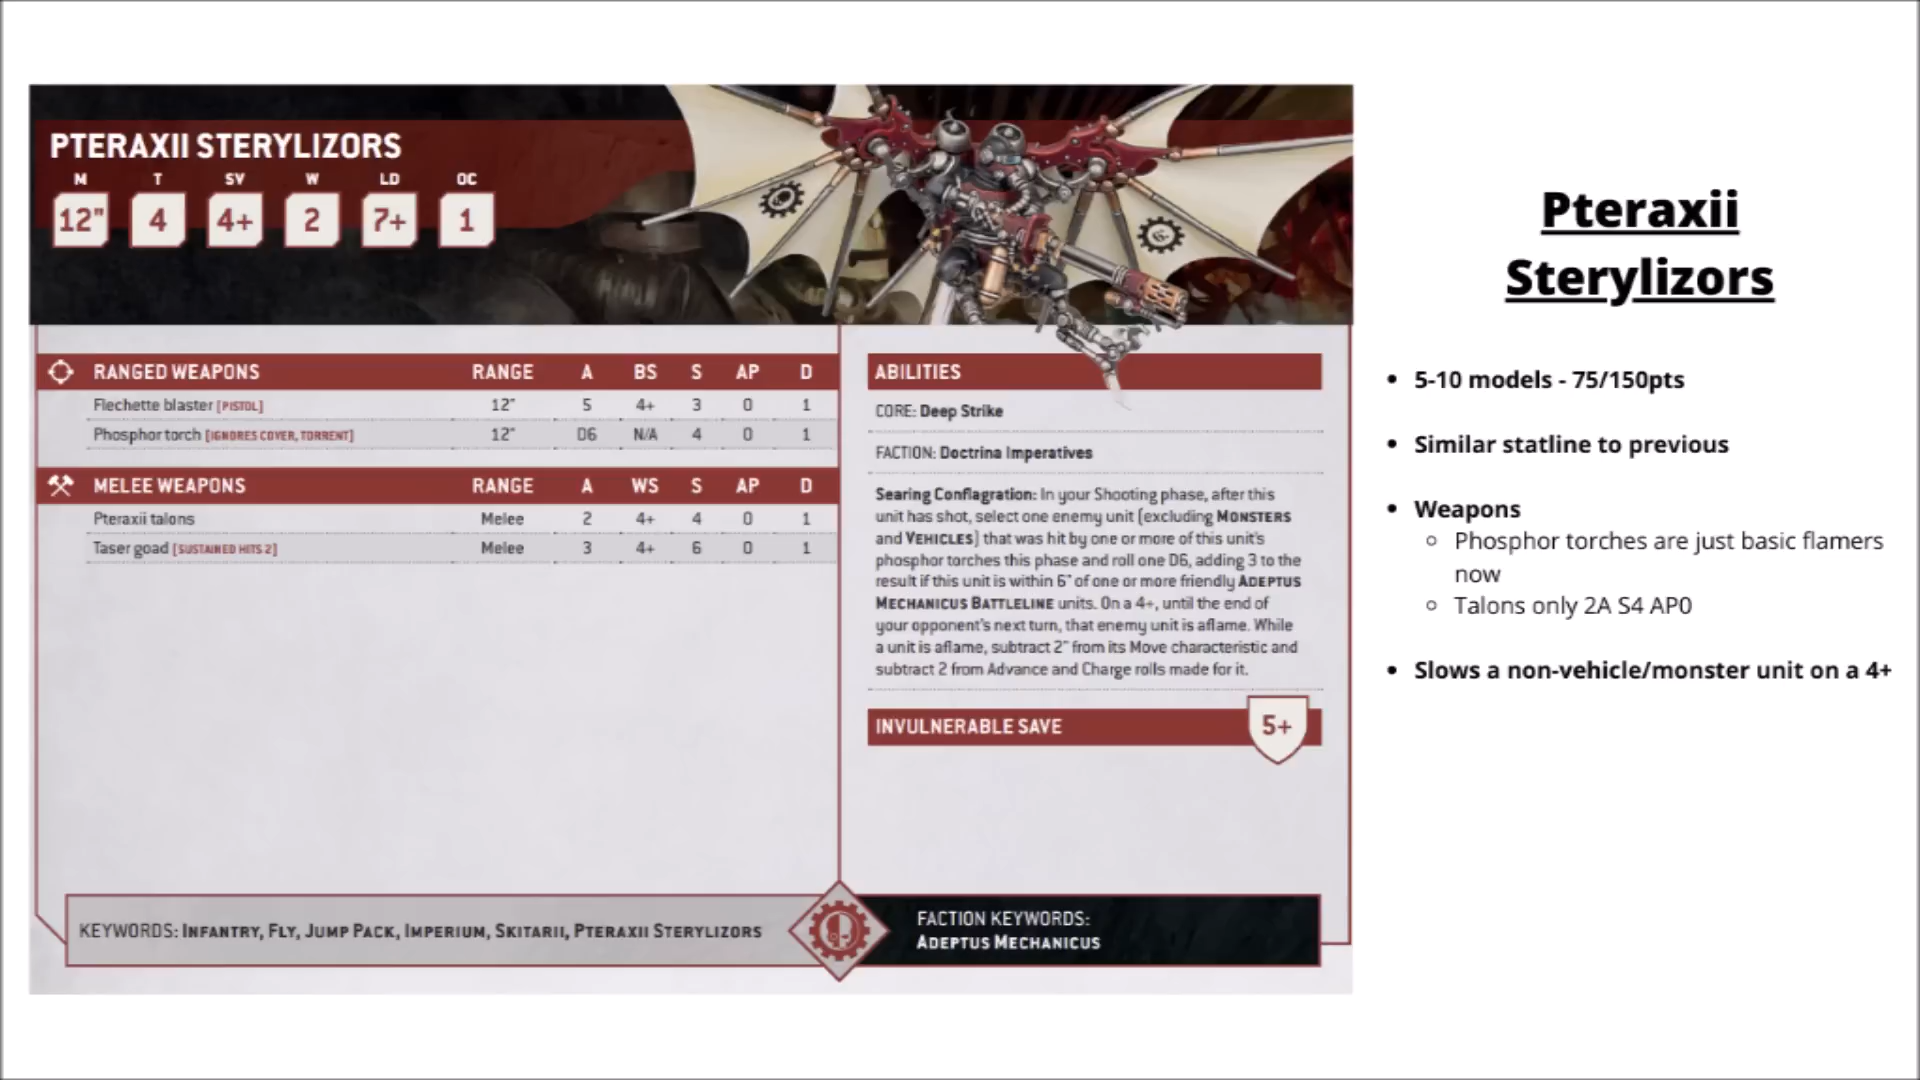 PTERAXII STERYLIZORS
M T SV W LD OC
12" 4 4+ 2 7+ 1
RANGED WEAPONS RANGE A BS S AP D
Flechette blaster [PISTOL] 12" 5 4+ 3 0 1
Phosphor torch [IGNORES COVER, TORRENT] 12" D6 N/A 4 0 1
MELEE WEAPONS RANGE A WS S AP D
Pteraxii talons Melee 2 4+ 4 0 1
Taser goad [SUSTAINED HITS 2] Melee 3 4+ 6 0 1
ABILITIES
CORE: Deep Strike
FACTION: Doctrina Imperatives
Searing Conflagration: In your Shooting phase, after this
unit has shot, select one enemy unit (excluding MONSTERS
and VEHICLES) that was hit by one or more of this unit's
phosphor torches this phase and roll one D6, adding 3 to the
result if this unit is within 6" of one or more friendly ADEPTUS
MECHANICUS BATTLELINE units. On a 4+, until the end of
your opponent's next turn, that enemy unit is aflame. While
a unit is aflame, subtract 2" from its Move characteristic and
subtract 2 from Advance and Charge rolls made for it.
INVULNERABLE SAVE 5+
KEYWORDS: INFANTRY, FLY, JUMP PACK, IMPERIUM, SKITARII, PTERAXII STERYLIZORS
FACTION KEYWORDS:
ADEPTUS MECHANICUS
Pteraxii
Sterylizors
• 5-10 models - 75/150pts
• Similar statline to previous
• Weapons
○ Phosphor torches are just basic flamers
now
○ Talons only 2A S4 AP0
• Slows a non-vehicle/monster unit on a 4+